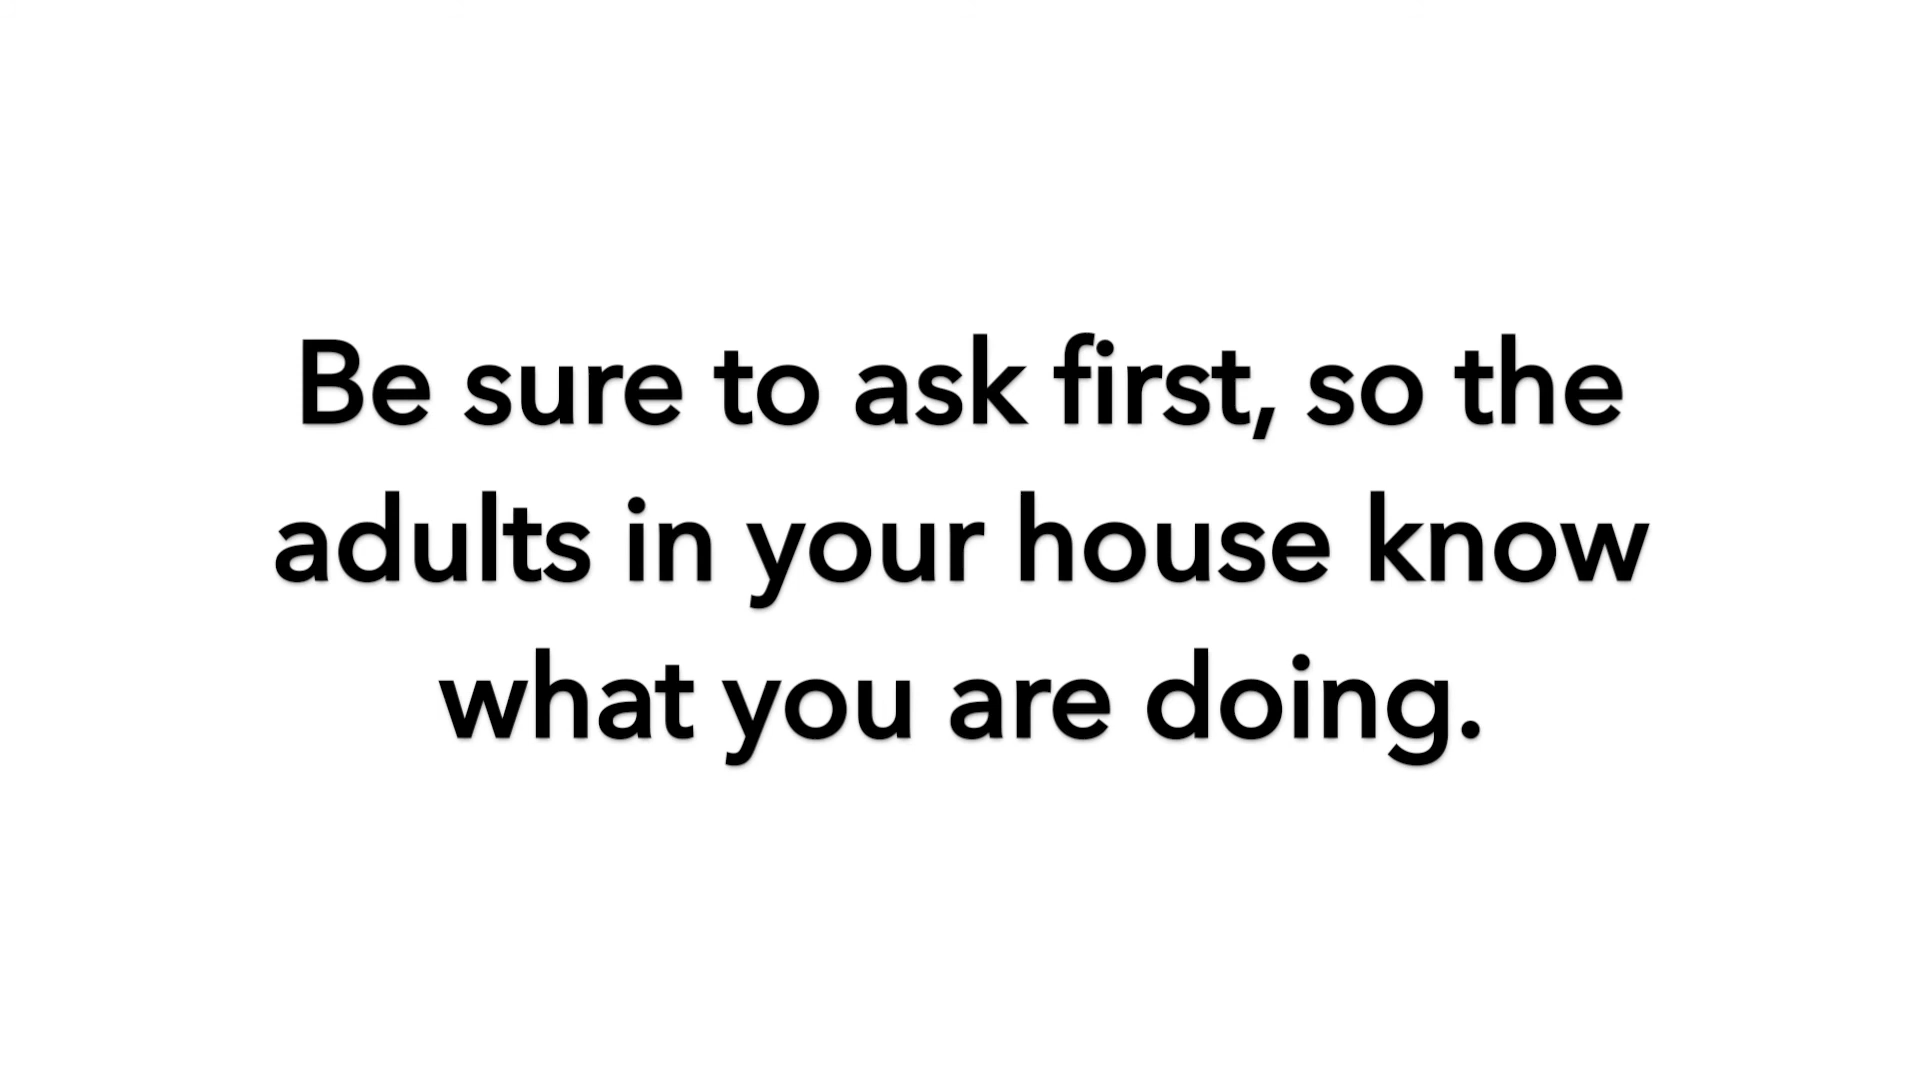 Be sure to ask first, so the
adults in your house know
what you are doing.